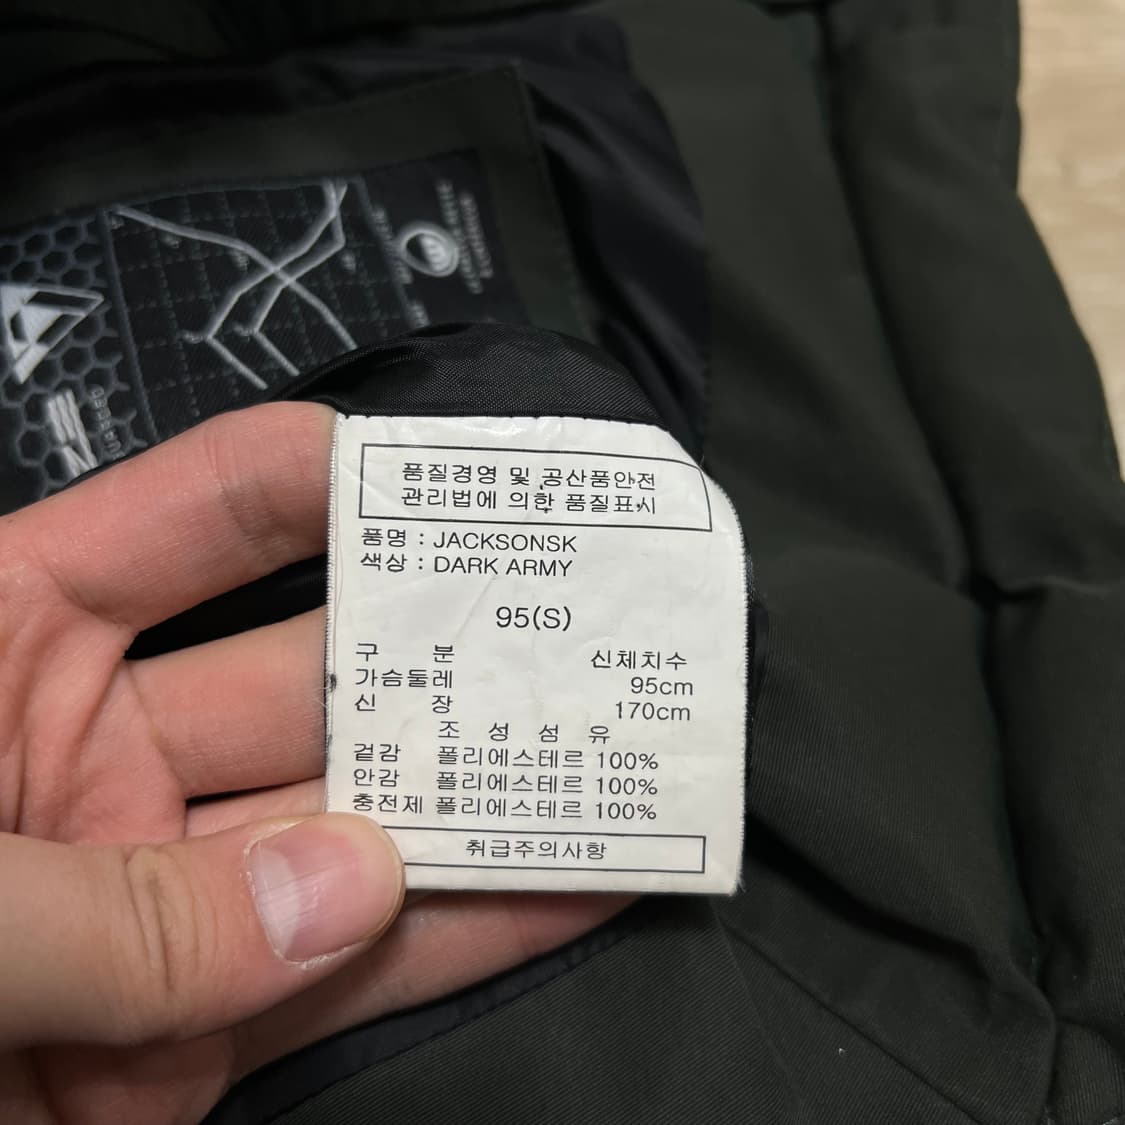 품질경영 및 공산품안전
관리법에 의한 품질표시
품명 : JACKSONSK
색상 : DARK ARMY
95(S)
구 분 신체치수
가슴둘레 95cm
신 장 170cm
조 성 섬 유
겉감 폴리에스테르 100%
안감 폴리에스테르 100%
충전제 폴리에스테르 100%
취급주의사항